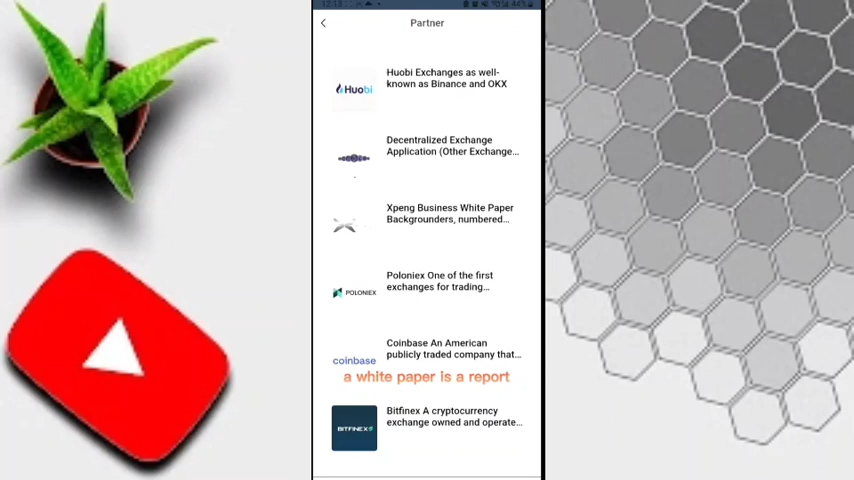 Partner
Huobi
Huobi Exchanges as well-
known as Binance and OKX
Decentralized Exchange
Application (Other Exchange...
Xpeng Business White Paper
Backgrounders, numbered...
POLONIEX
Poloniex One of the first
exchanges for trading...
coinbase
Coinbase An American
publicly traded company that...
a white paper is a report
BITFINEX
Bitfinex A cryptocurrency
exchange owned and operate...